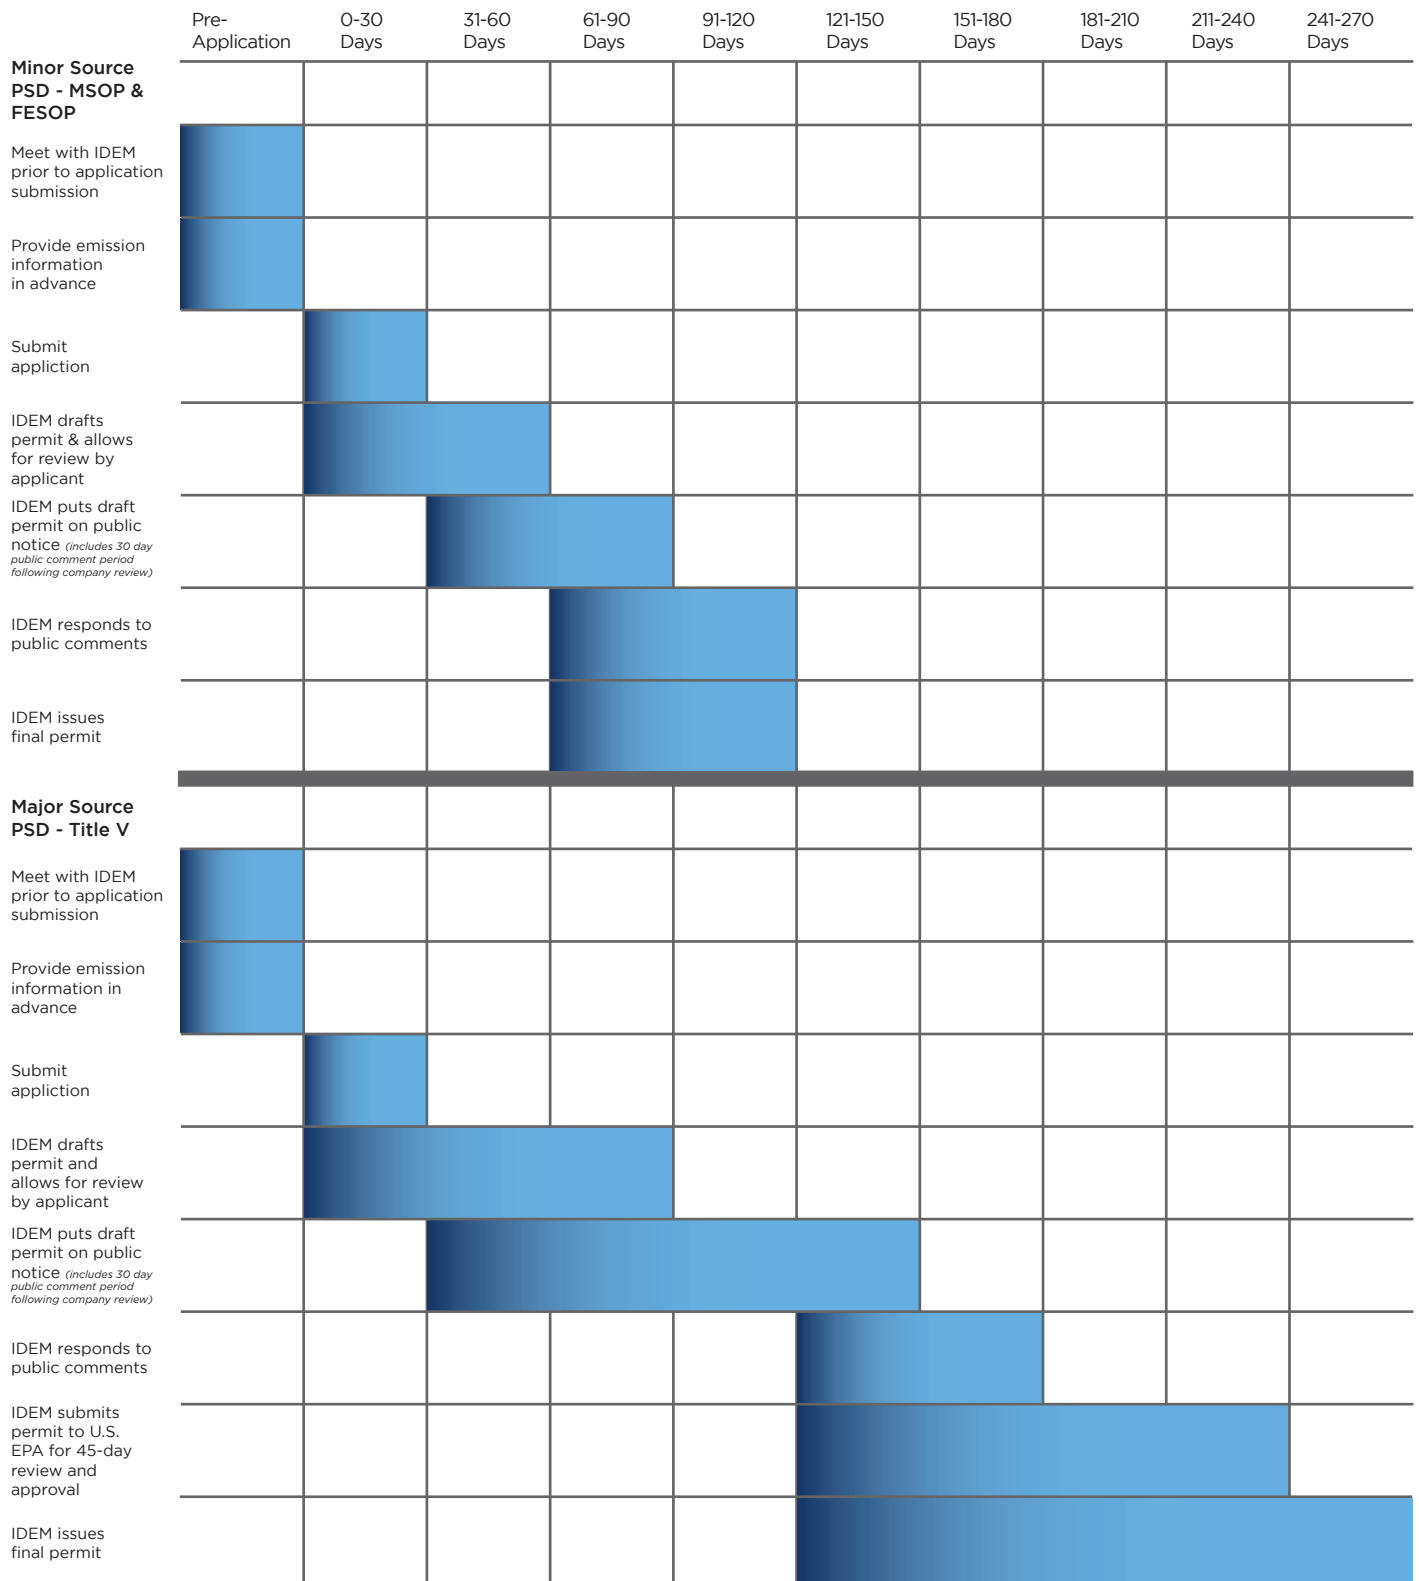 Pre-
Application
0-30
Days
31-60
Days
61-90
Days
91-120
Days
121-150
Days
151-180
Days
181-210
Days
211-240
Days
241-270
Days
Minor Source
PSD - MSOP &
FESOP
Meet with IDEM
prior to application
submission
Provide emission
information
in advance
Submit
appliction
IDEM drafts
permit & allows
for review by
applicant
IDEM puts draft
permit on public
notice (includes 30 day
public comment period
following company review)
IDEM responds to
public comments
IDEM issues
final permit
Major Source
PSD - Title V
Meet with IDEM
prior to application
submission
Provide emission
information in
advance
Submit
appliction
IDEM drafts
permit and
allows for review
by applicant
IDEM puts draft
permit on public
notice (includes 30 day
public comment period
following company review)
IDEM responds to
public comments
IDEM submits
permit to U.S.
EPA for 45-day
review and
approval
IDEM issues
final permit